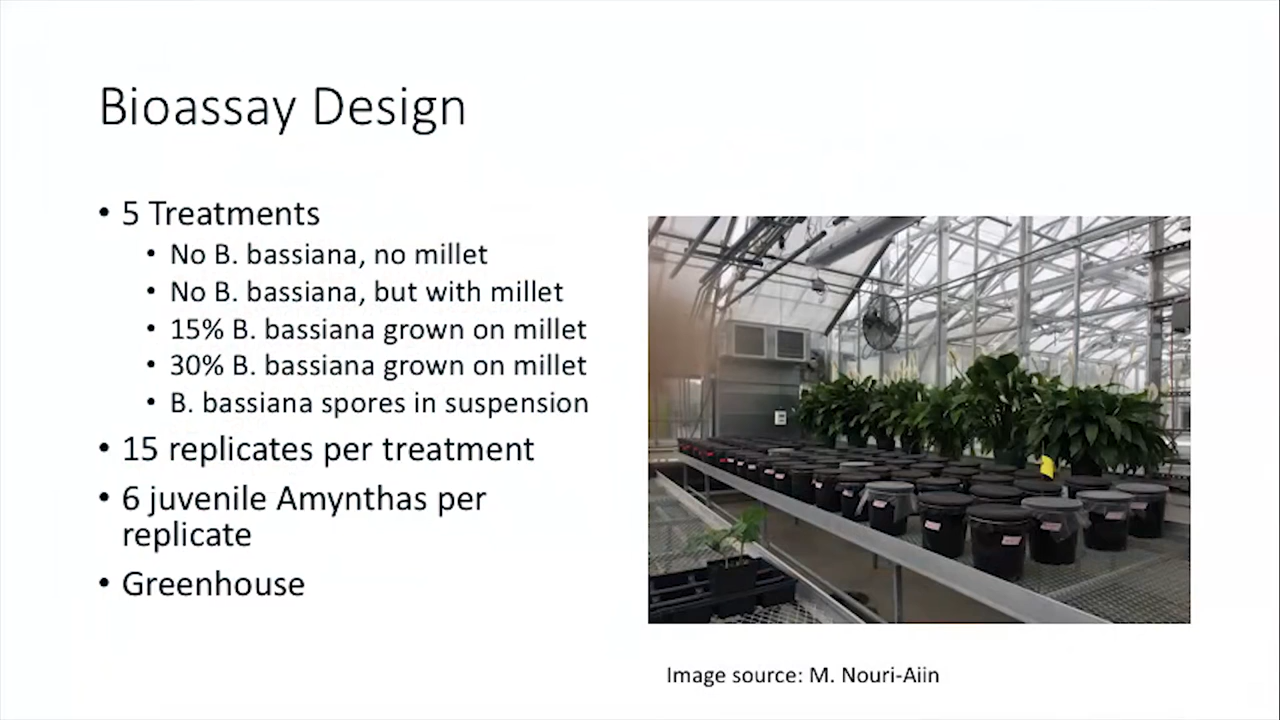 Bioassay Design
• 5 Treatments
• No B. bassiana, no millet
• No B. bassiana, but with millet
• 15% B. bassiana grown on millet
• 30% B. bassiana grown on millet
• B. bassiana spores in suspension
• 15 replicates per treatment
• 6 juvenile Amynthas per
replicate
• Greenhouse
Image source: M. Nouri-Aiin